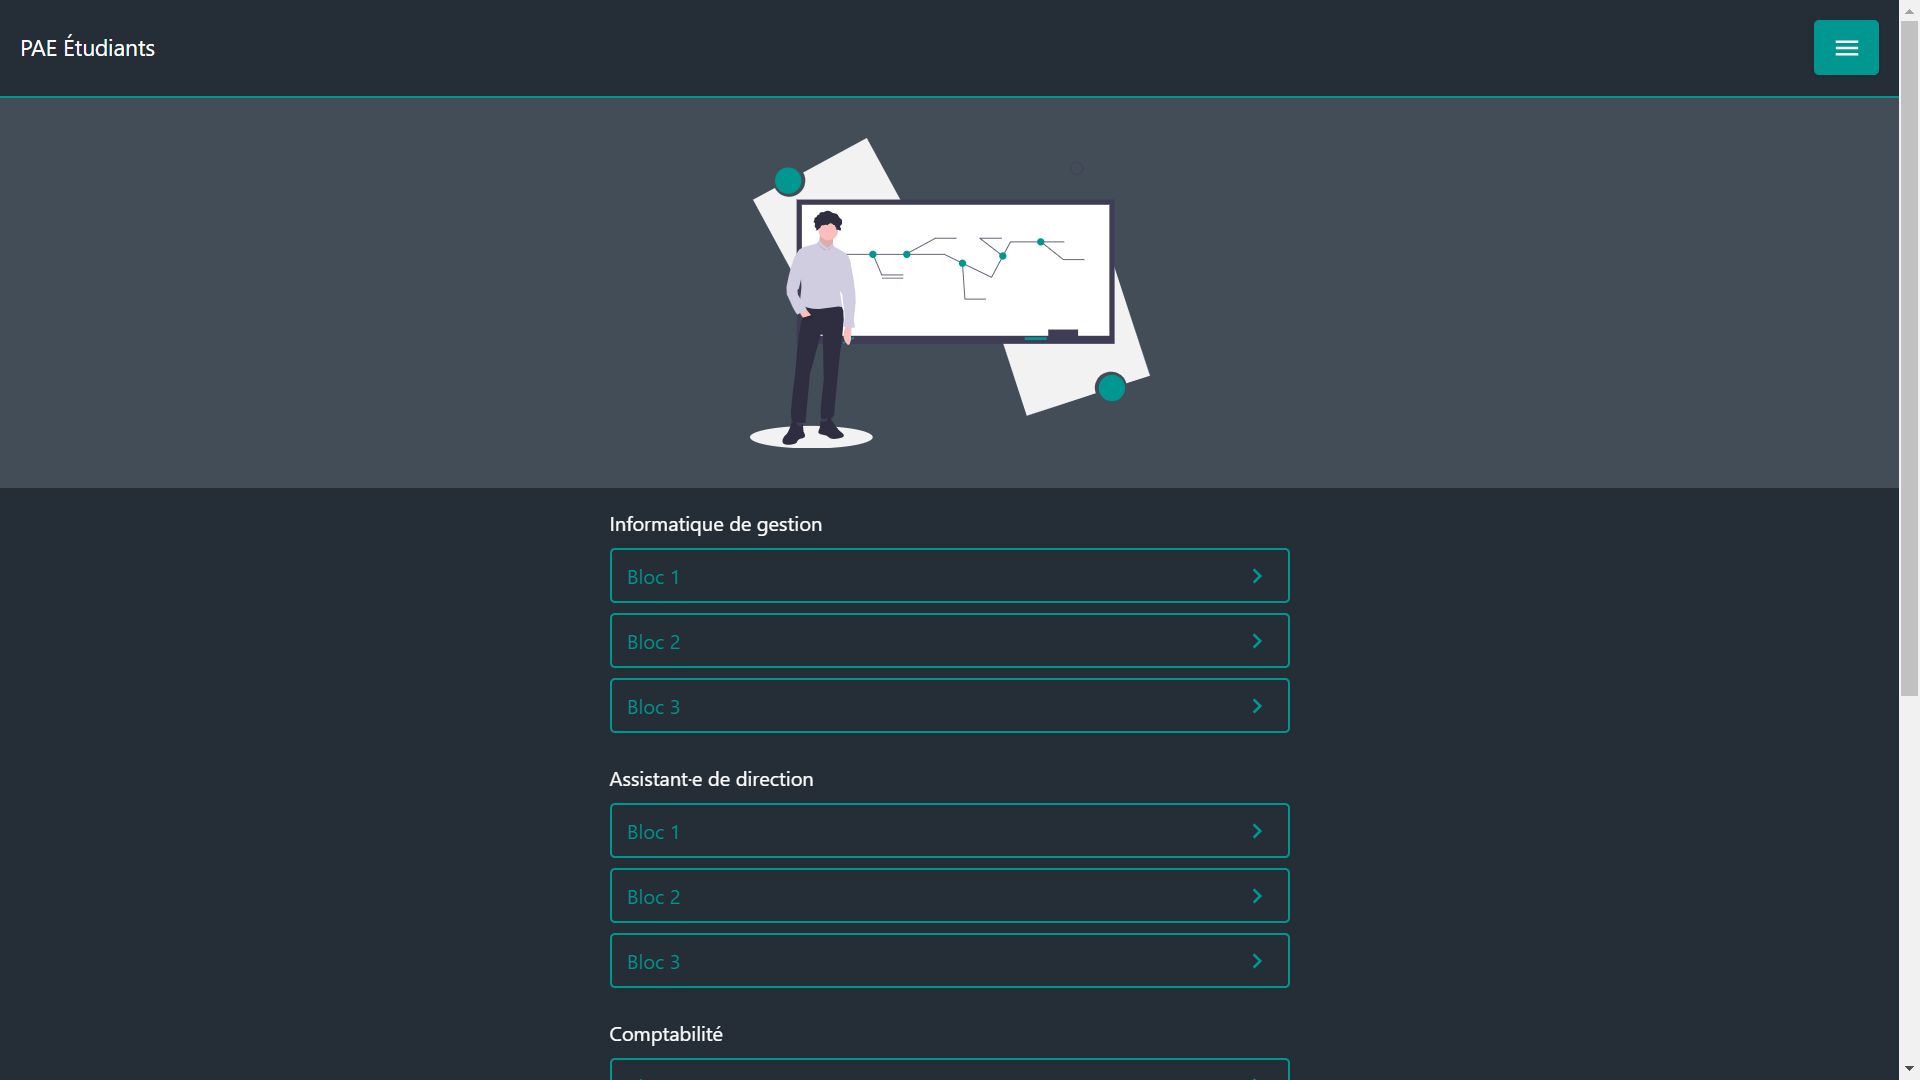 PAE Étudiants
Informatique de gestion
Bloc 1
Bloc 2
Bloc 3
Assistant·e de direction
Bloc 1
Bloc 2
Bloc 3
Comptabilité